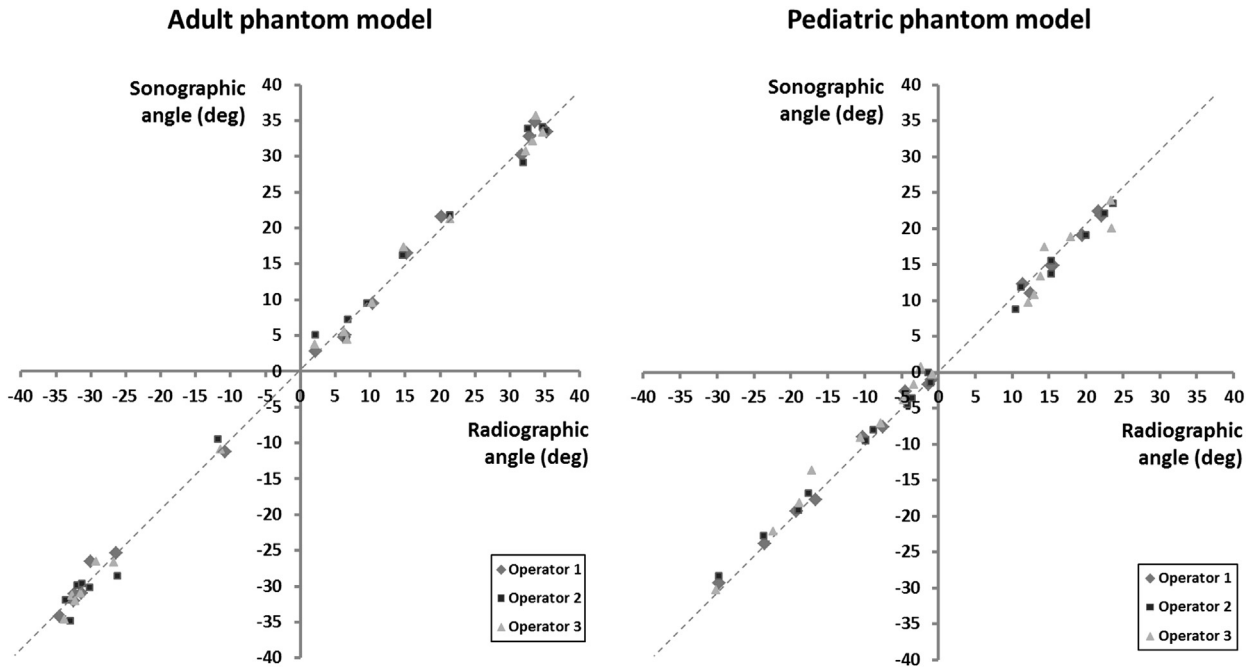 Adult phantom model
Sonographic
angle (deg)
40
35
30
25
20
15
10
5
0
-40 -35 -30 -25 -20 -15 -10 -5 0 5 10 15 20 25 30 35 40
-5
-10
-15
-20
-25
-30
-35
-40
Radiographic
angle (deg)
Operator 1
Operator 2
Operator 3
Pediatric phantom model
Sonographic
angle (deg)
40
35
30
25
20
15
10
5
0
-40 -35 -30 -25 -20 -15 -10 -5 0 10 15 20 30 40
-5
-10
-15
-20
-25
-30
-35
-40
Radiographic
angle (deg)
Operator 1
Operator 2
Operator 3